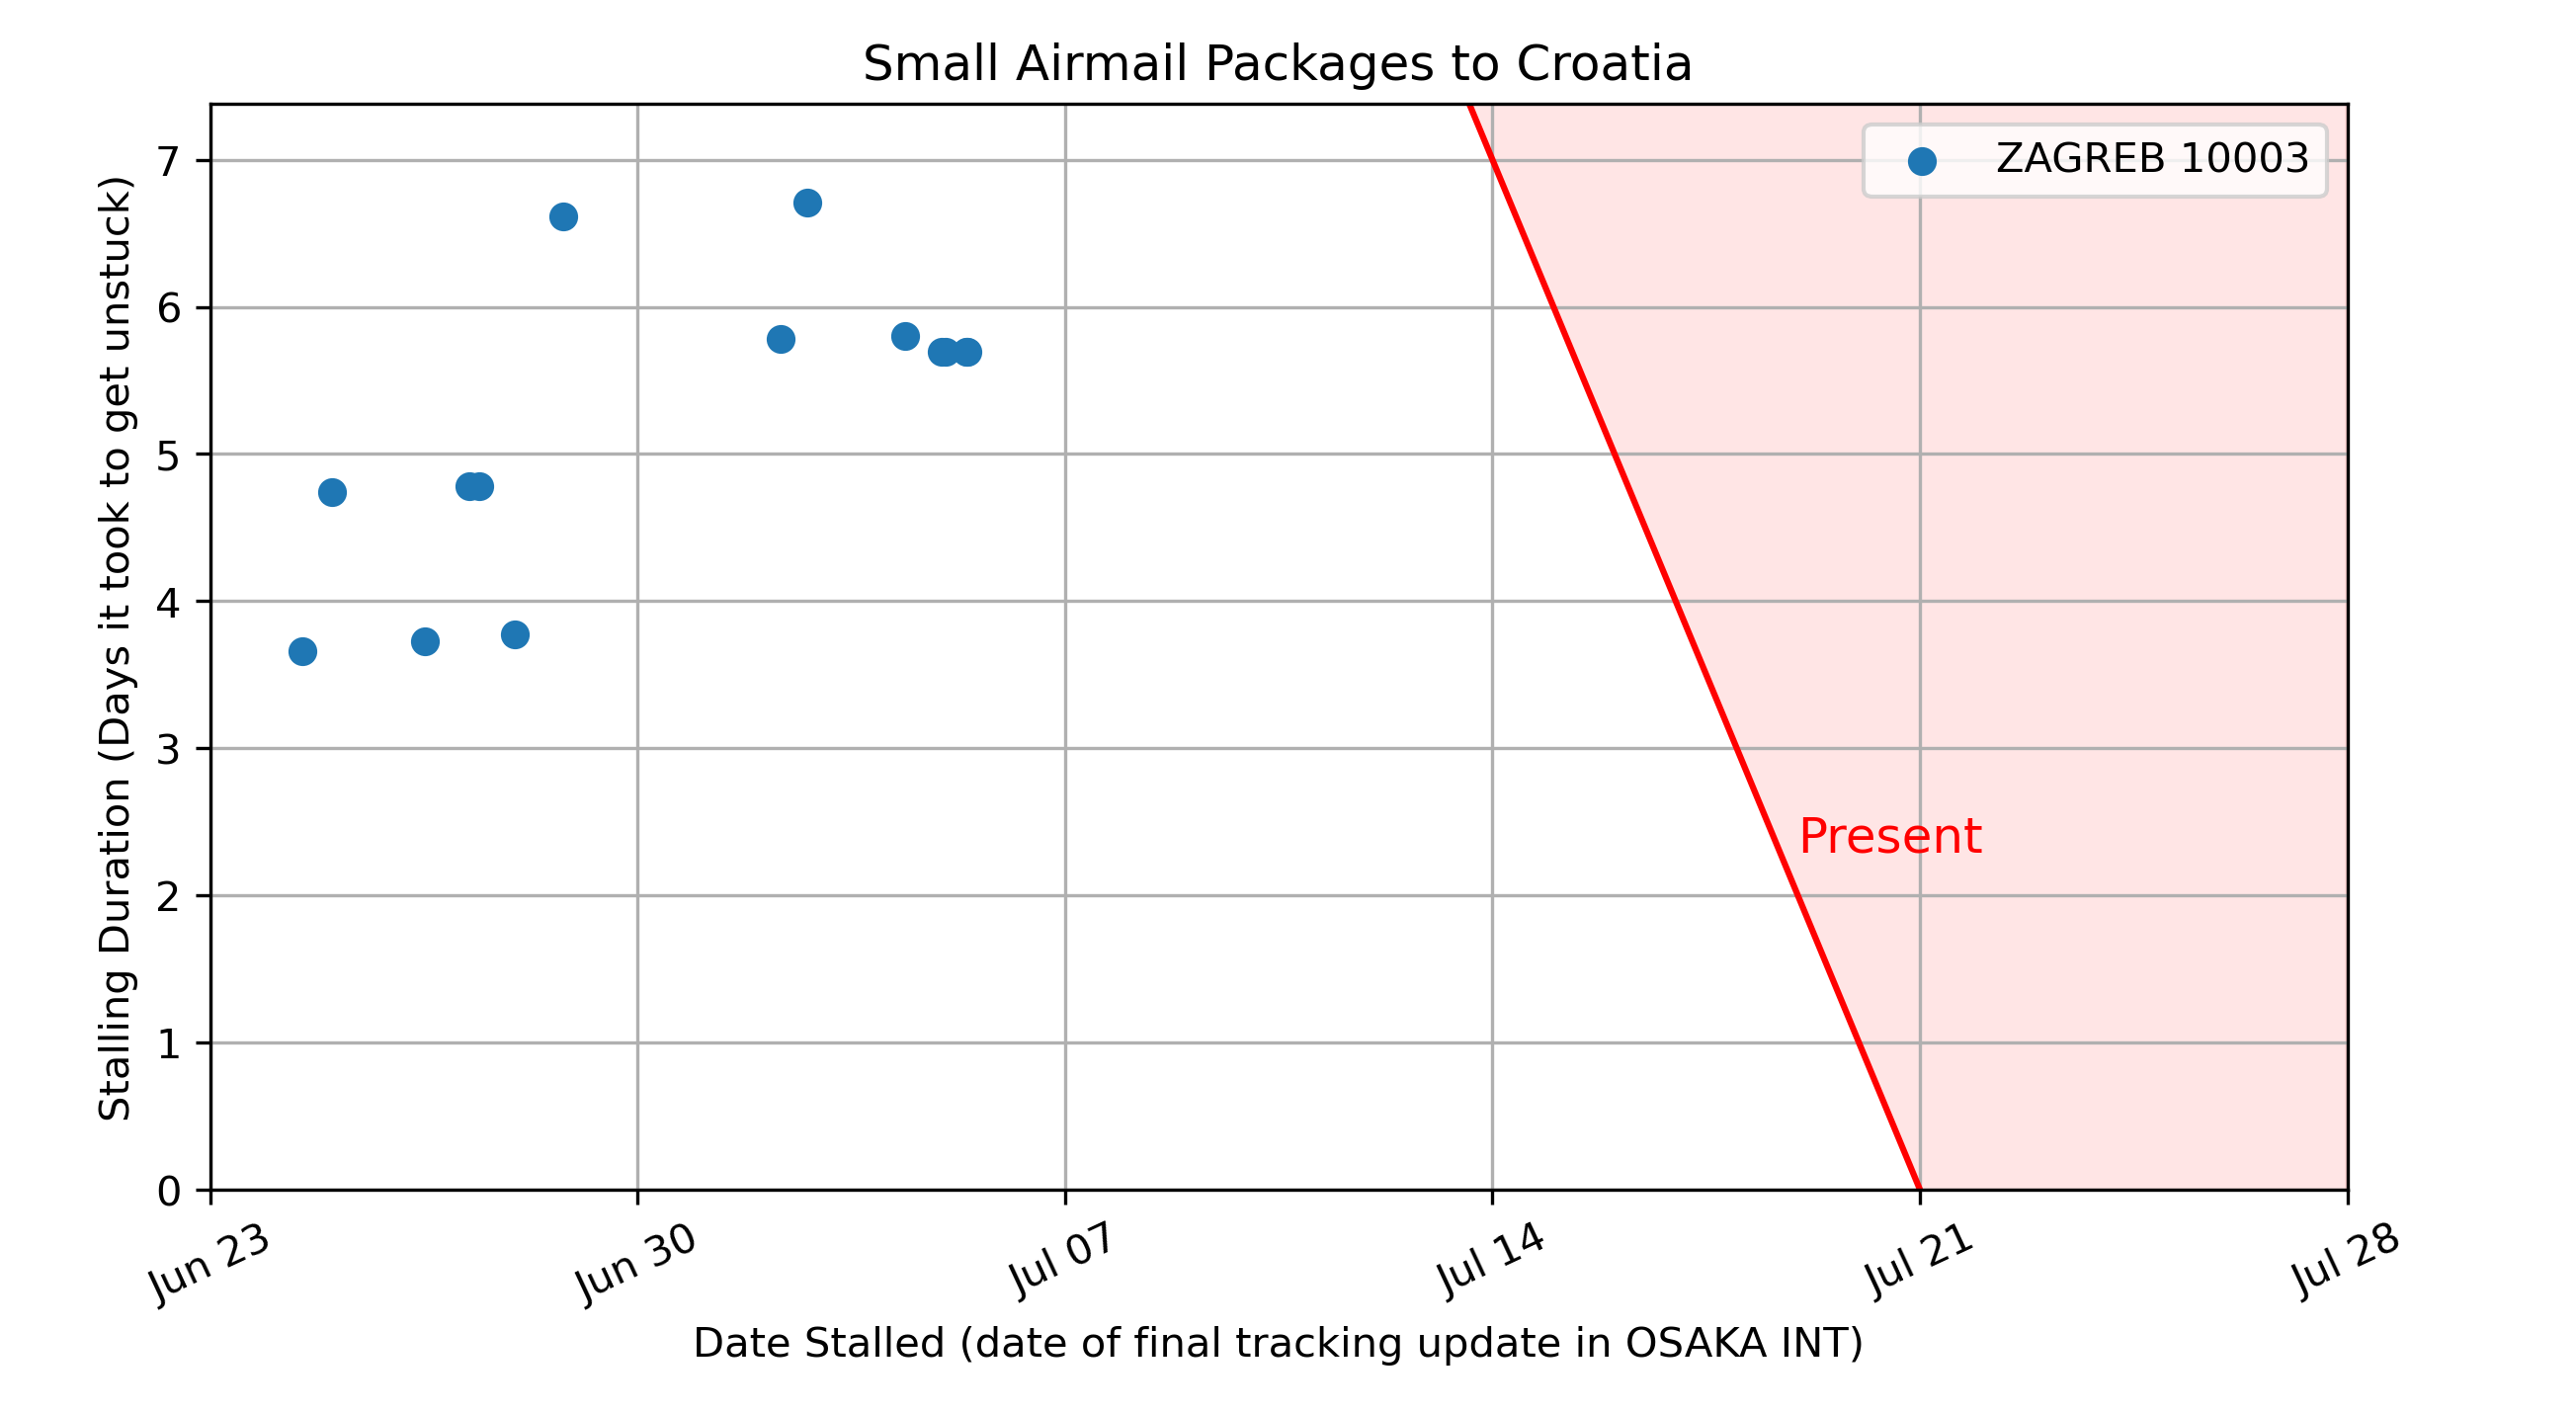 Small Airmail Packages to Croatia
ZAGREB 10003
Stalling Duration (Days it took to get unstuck)
7
6
5
4
3
2
1
0
Present
Jun 23
Jun 30
Jul 07
Jul 14
Jul 21
Jul 28
Date Stalled (date of final tracking update in OSAKA INT)